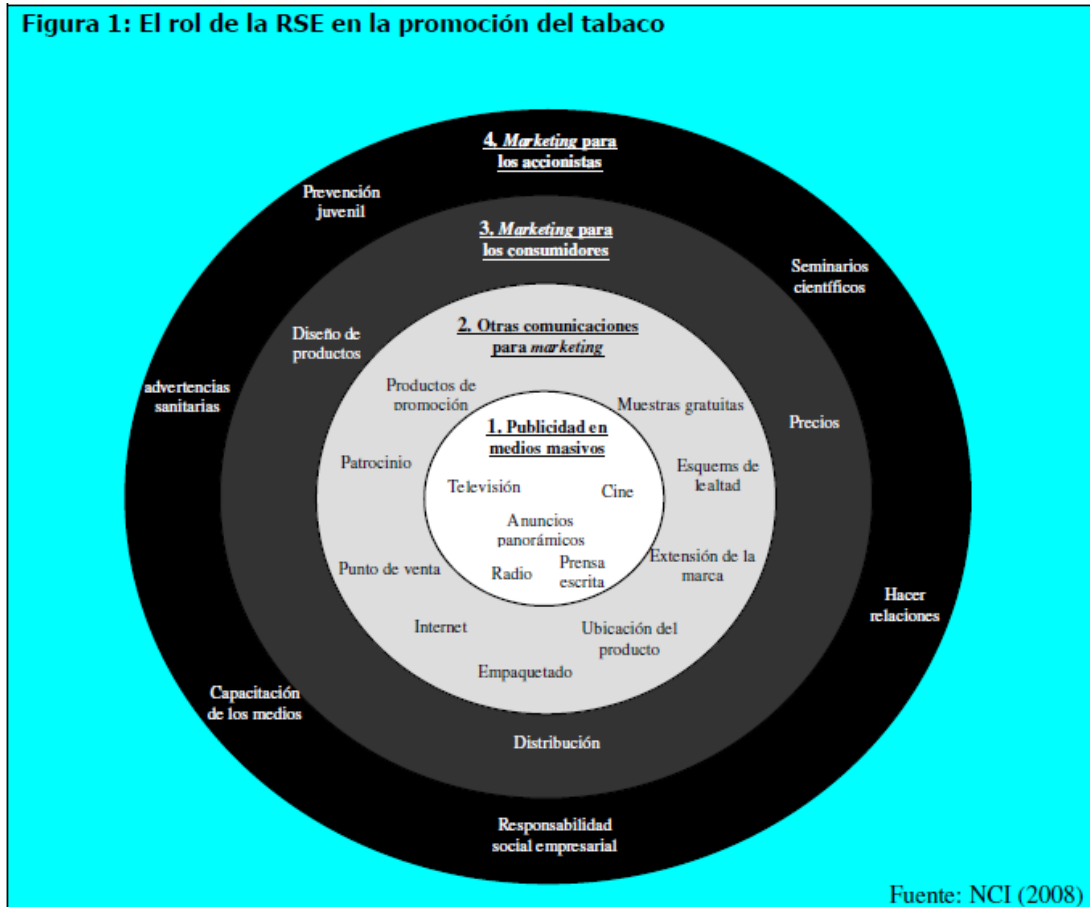 Figura 1: El rol de la RSE en la promoción del tabaco
4. Marketing para
los accionistas
Prevención
juvenil
3. Marketing para
los consumidores
Seminarios
científicos
Diseño de
productos
2. Otras comunicaciones
para marketing
advertencias
sanitarias
Productos de
promoción
Muestras gratuitas
Precios
1. Publicidad en
medios masivos
Patrocinio
Esquems de
lealtad
Televisión
Cine
Anuncios
panorámicos
Punto de venta
Radio
Prensa
escrita
Extensión de la
marca
Hacer
relaciones
Internet
Ubicación del
producto
Empaquetado
Capacitación
de los medios
Distribución
Responsabilidad
social empresarial
Fuente: NCI (2008)